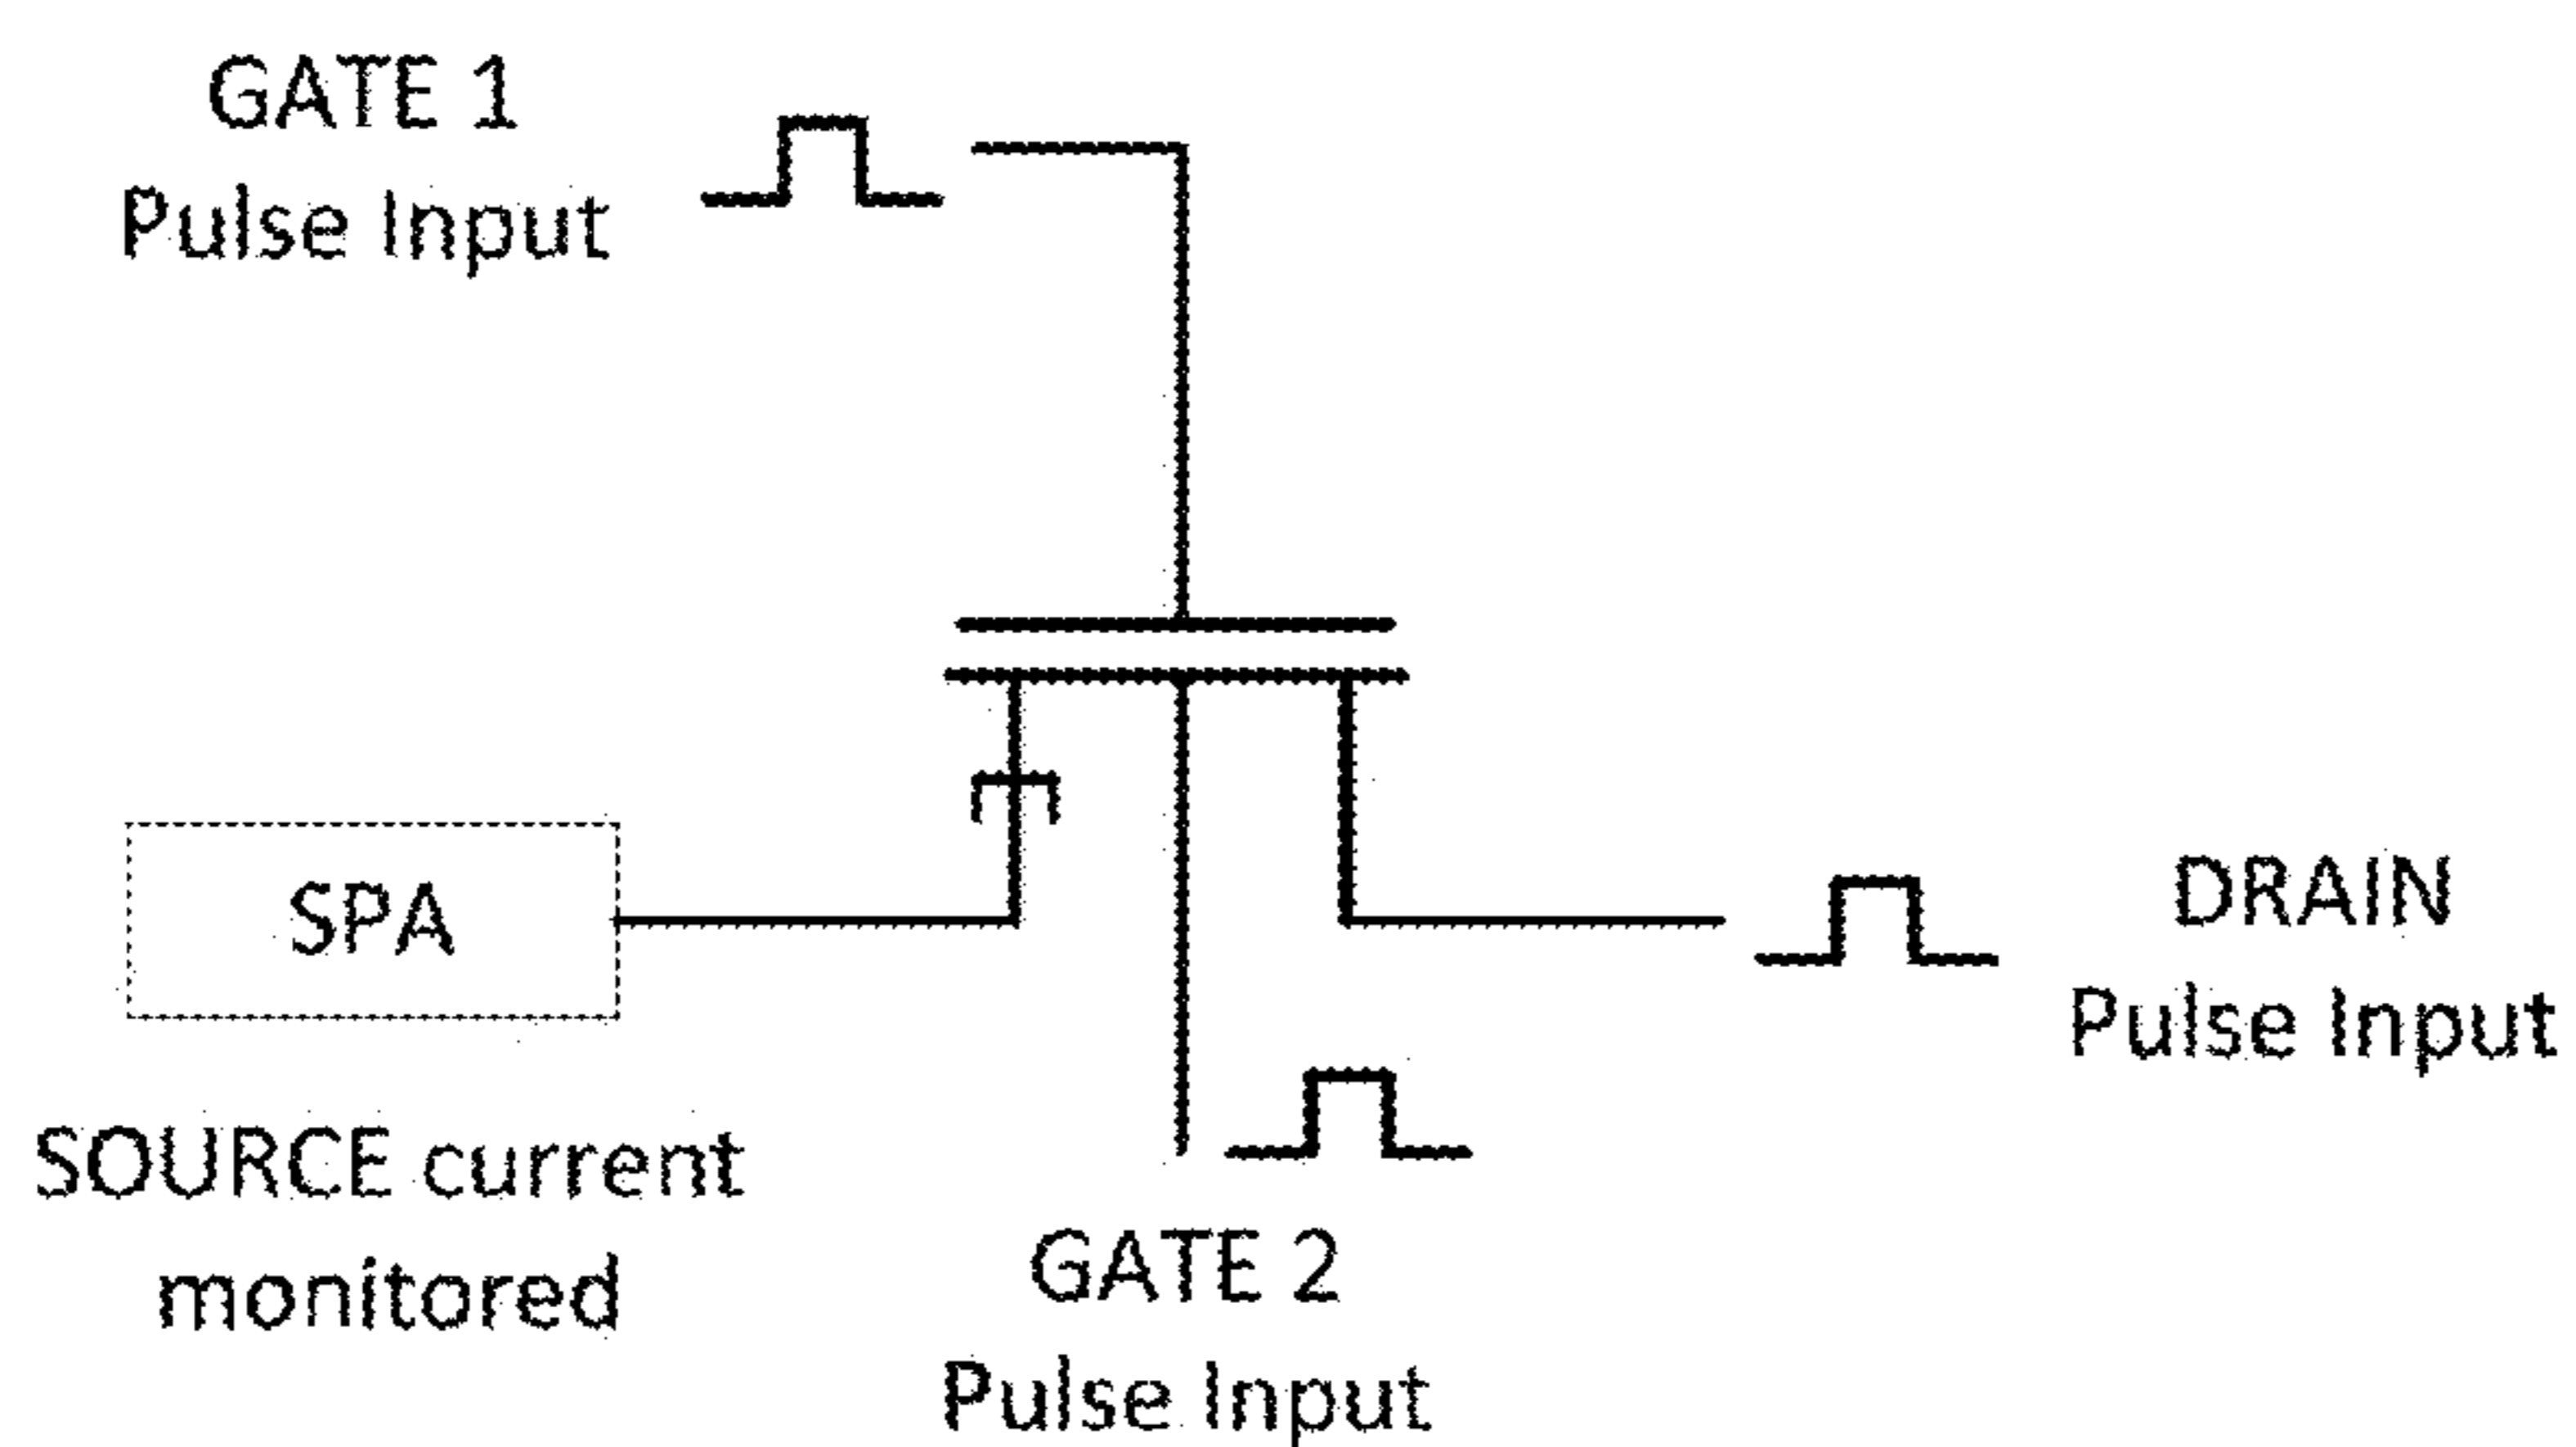 GATE 1
Pulse Input
SPA
SOURCE current
monitored
DRAIN
Pulse Input
GATE 2
Pulse Input